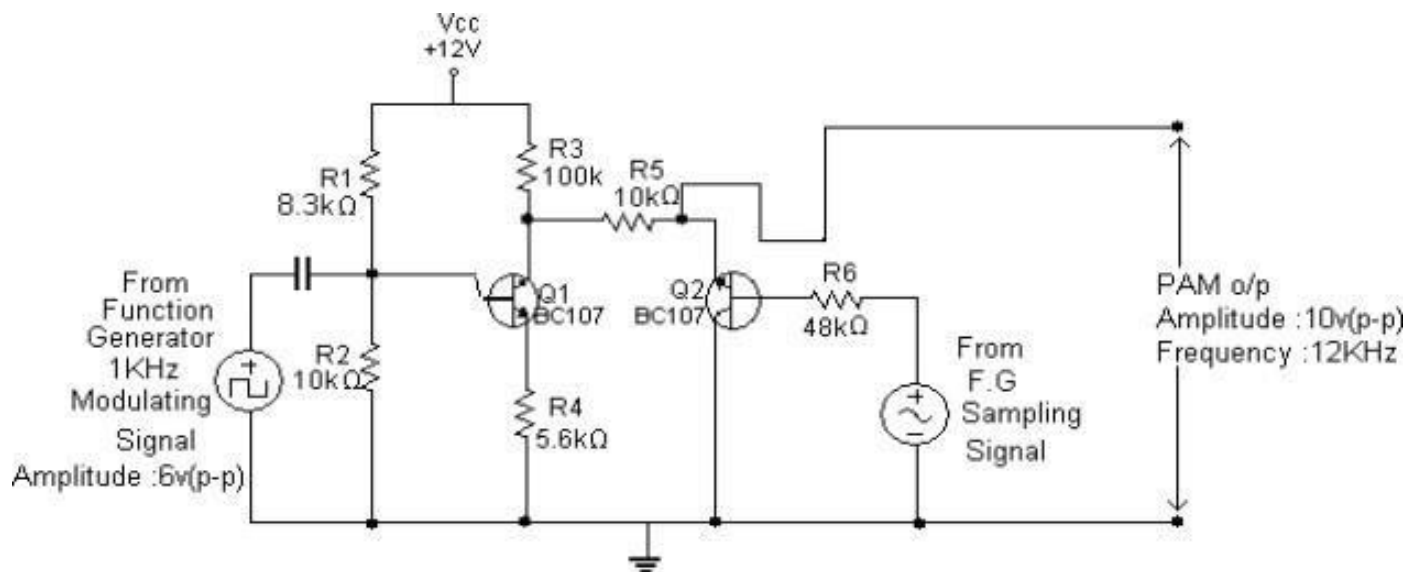 Vcc
+12V
R1
8.3kΩ
R3
100k
R5
10kΩ
From
Function
Generator
1KHz
Modulating
Signal
Amplitude :6v(p-p)
R2
10kΩ
Q1
BC107
R4
5.6kΩ
Q2
BC107
R6
48kΩ
From
F.G
Sampling
Signal
PAM o/p
Amplitude :10v(p-p)
Frequency :12KHz